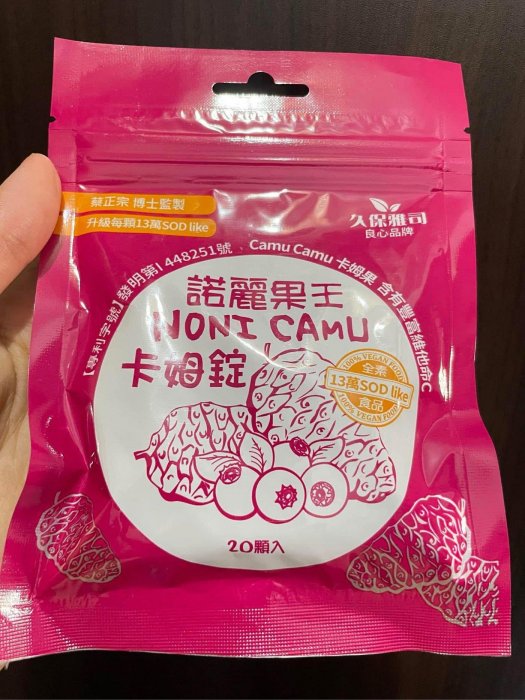 蔡正宗 博士監製
升級每顆13萬SOD like
久保雅司
良心品牌
【專利字號】發明第I 448251號，Camu Camu 卡姆果 含有豐富維他命C
諾麗果王
NONI CAMU
卡姆錠
100% VEGAN FOOD
全素
13萬SOD like
食品
100% VEGAN FOOD
20顆入